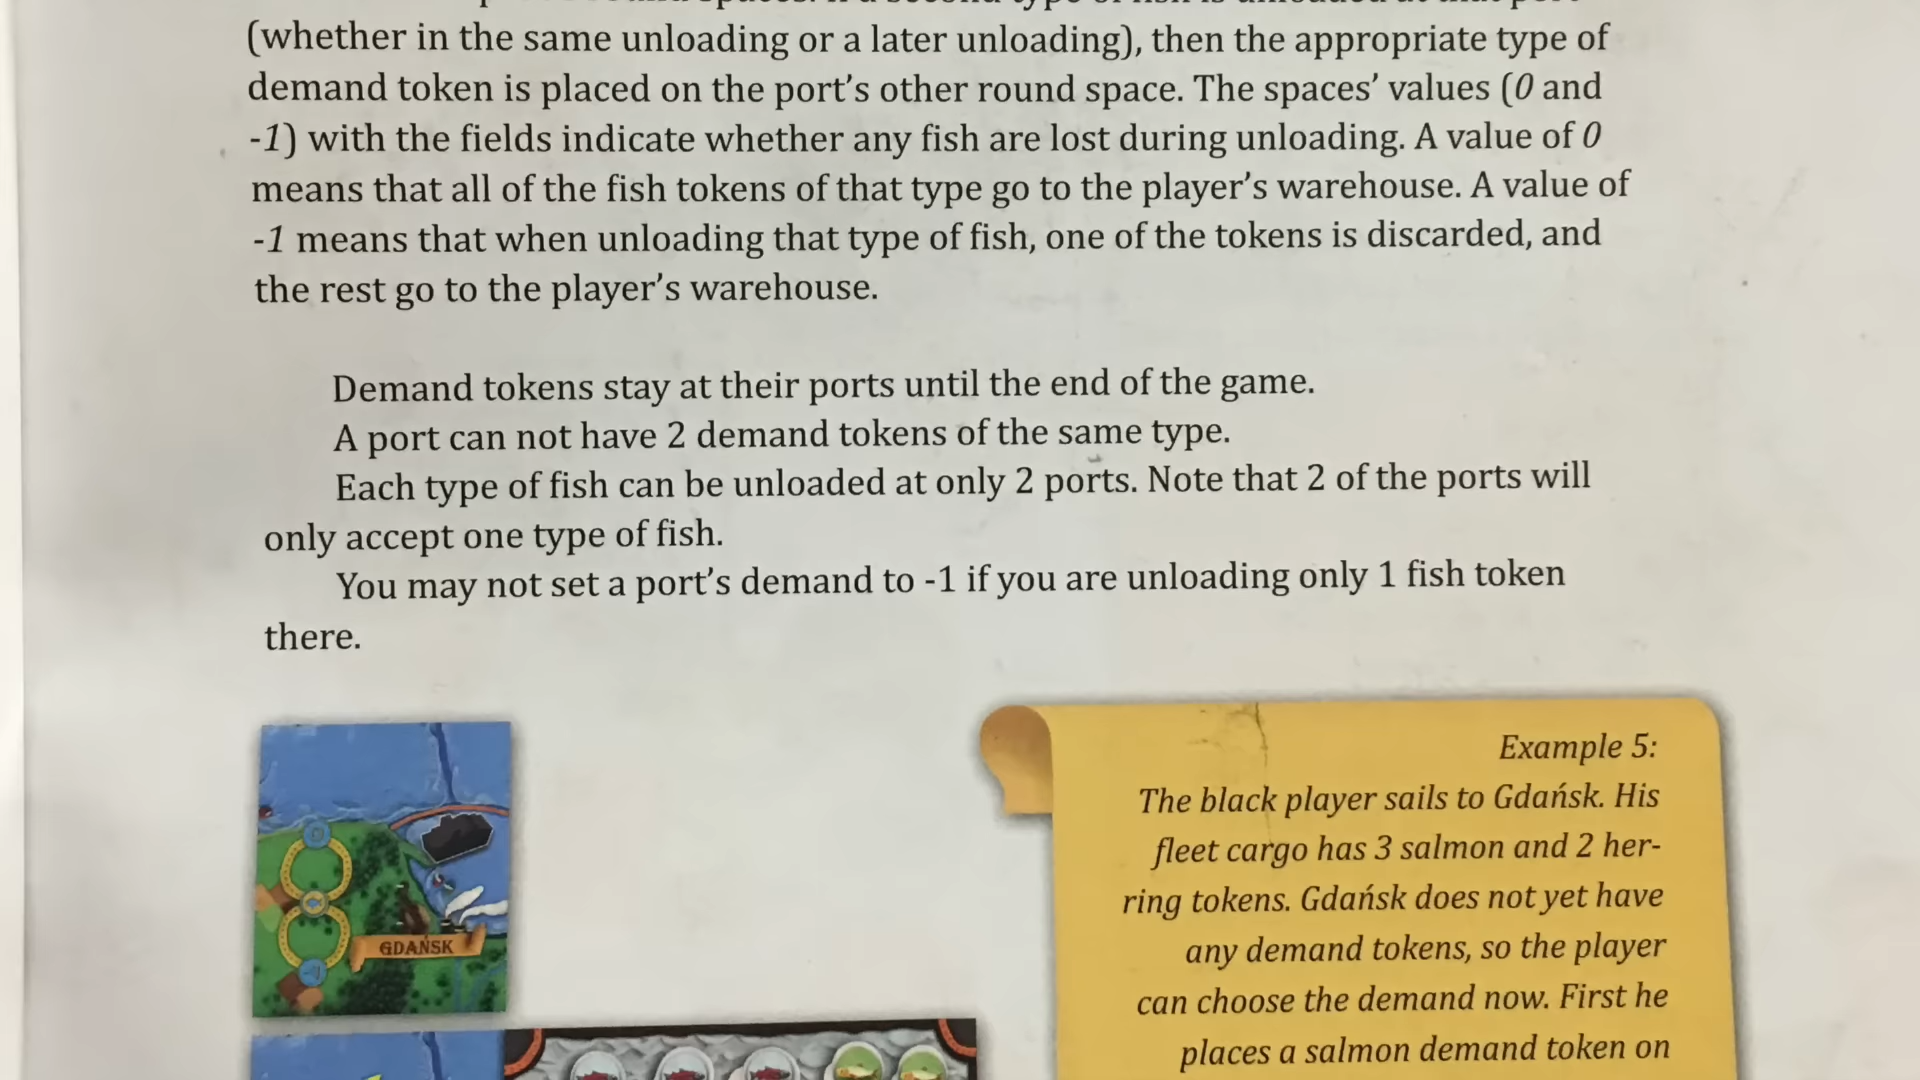 (whether in the same unloading or a later unloading), then the appropriate type of
demand token is placed on the port's other round space. The spaces' values (0 and
-1) with the fields indicate whether any fish are lost during unloading. A value of 0
means that all of the fish tokens of that type go to the player's warehouse. A value of
-1 means that when unloading that type of fish, one of the tokens is discarded, and
the rest go to the player's warehouse.
Demand tokens stay at their ports until the end of the game.
A port can not have 2 demand tokens of the same type.
Each type of fish can be unloaded at only 2 ports. Note that 2 of the ports will
only accept one type of fish.
You may not set a port's demand to -1 if you are unloading only 1 fish token
there.
GDAŃSK
Example 5:
The black player sails to Gdańsk. His
fleet cargo has 3 salmon and 2 her-
ring tokens. Gdańsk does not yet have
any demand tokens, so the player
can choose the demand now. First he
places a salmon demand token on